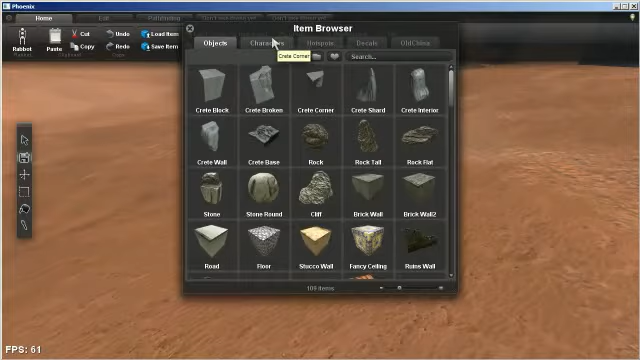 Phoenix
Home Edit Pathfinding
Rabbot Paste Cut Copy Undo Redo Load Item Save Item
Item Browser
Objects Characters Hotspots Decals OldChina
Crete Corner
Search...
Crete Block Crete Broken Crete Corner Crete Shard Crete Interior
Crete Wall Crete Base Rock Rock Tall Rock Flat
Stone Stone Round Cliff Brick Wall Brick Wall2
Road Floor Stucco Wall Fancy Ceiling Ruins Wall
109 items
FPS: 61